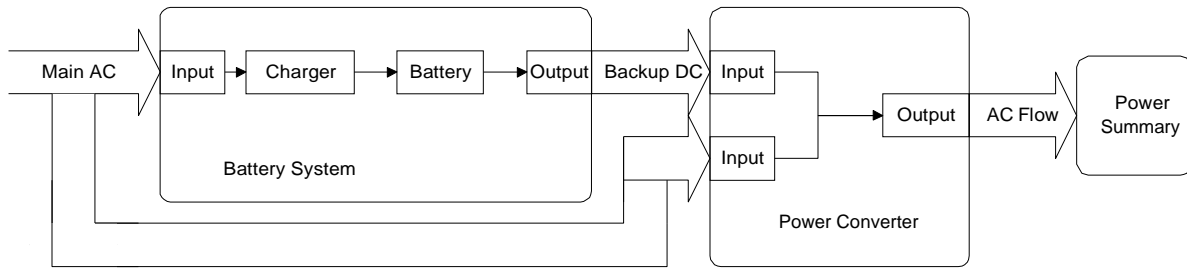 Main AC
Input
Charger
Battery
Output
Backup DC
Input
Output
AC Flow
Power
Summary
Input
Battery System
Power Converter